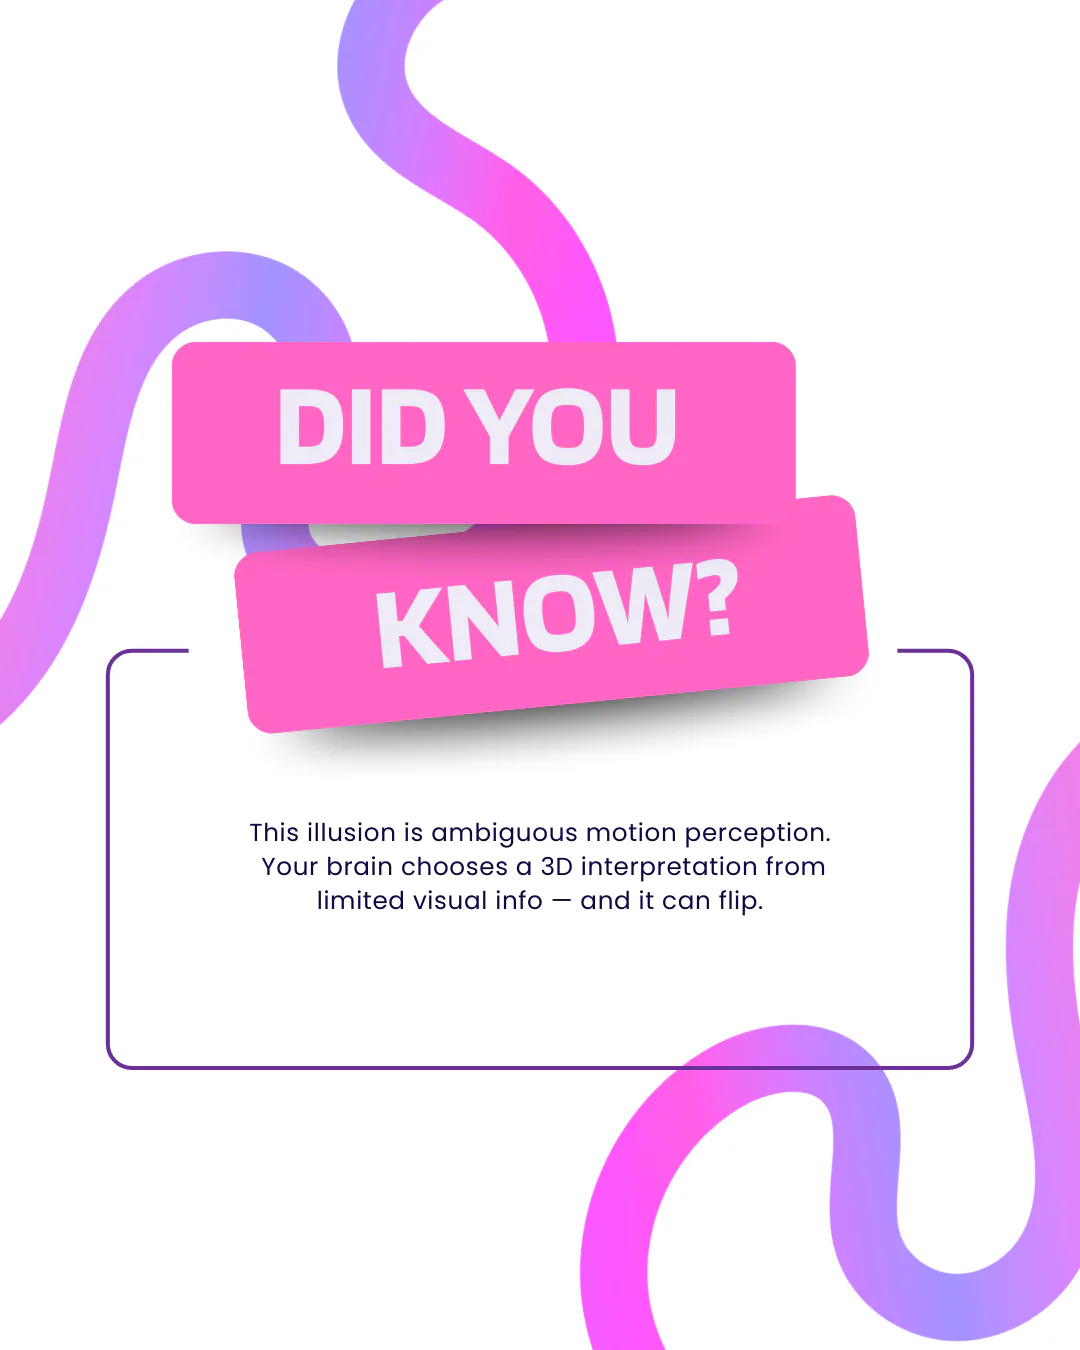 DID YOU
KNOW?
This illusion is ambiguous motion perception.
Your brain chooses a 3D interpretation from
limited visual info — and it can flip.